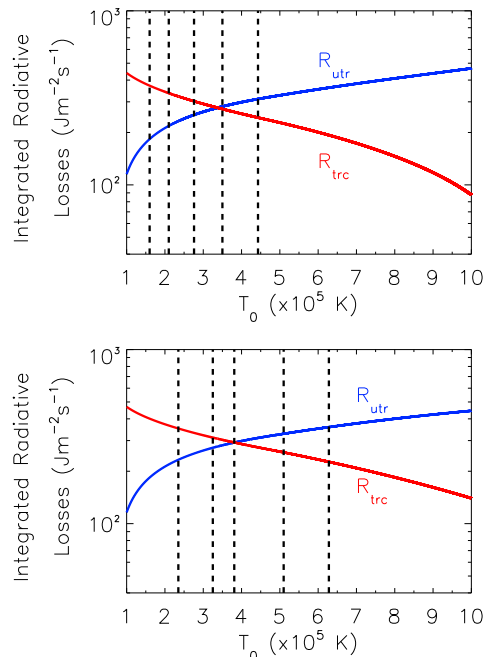 Integrated Radiative
Losses (Jm⁻²s⁻¹)
10³
10²
R_utr
R_trc
1 2 3 4 5 6 7 8 9 10
T_0 (x10⁵ K)
Integrated Radiative
Losses (Jm⁻²s⁻¹)
10³
10²
R_utr
R_trc
1 2 3 4 5 6 7 8 9 10
T_0 (x10⁵ K)